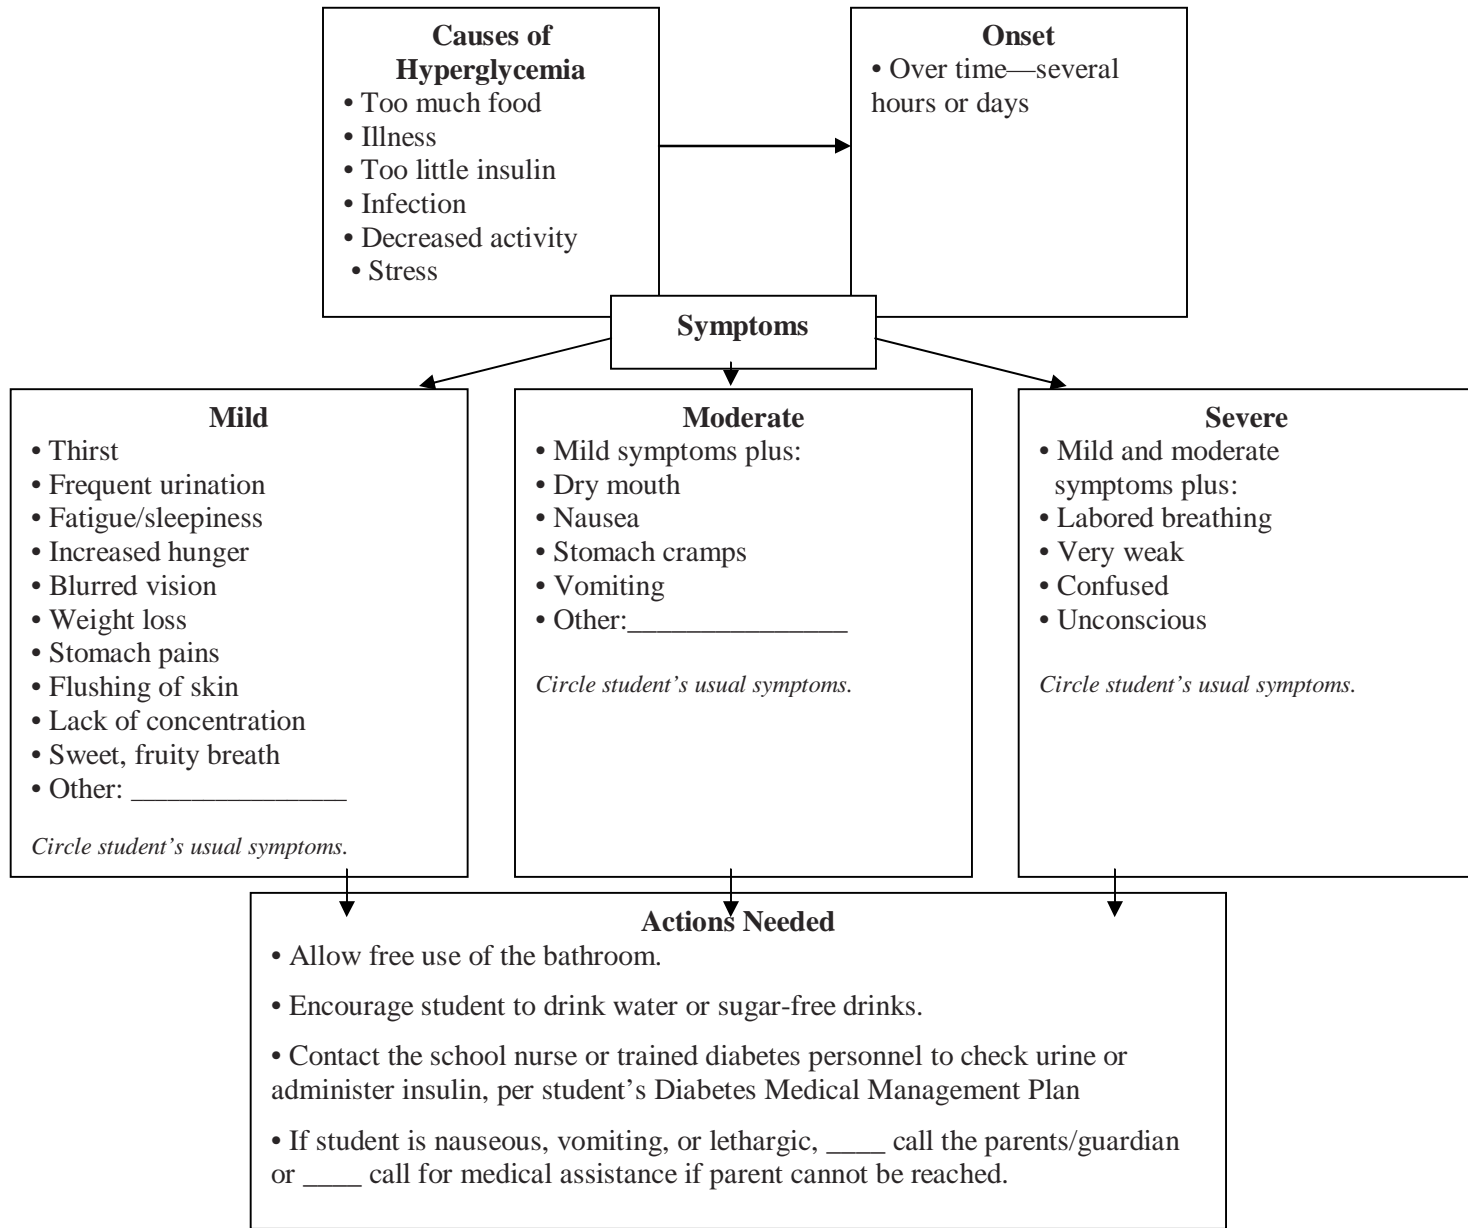 Causes of
Hyperglycemia
• Too much food
• Illness
• Too little insulin
• Infection
• Decreased activity
• Stress
Onset
• Over time—several
hours or days
Symptoms
Mild
• Thirst
• Frequent urination
• Fatigue/sleepiness
• Increased hunger
• Blurred vision
• Weight loss
• Stomach pains
• Flushing of skin
• Lack of concentration
• Sweet, fruity breath
• Other: _______________
Circle student’s usual symptoms.
Moderate
• Mild symptoms plus:
• Dry mouth
• Nausea
• Stomach cramps
• Vomiting
• Other:_______________
Circle student’s usual symptoms.
Severe
• Mild and moderate
symptoms plus:
• Labored breathing
• Very weak
• Confused
• Unconscious
Circle student’s usual symptoms.
Actions Needed
• Allow free use of the bathroom.
• Encourage student to drink water or sugar-free drinks.
• Contact the school nurse or trained diabetes personnel to check urine or
administer insulin, per student’s Diabetes Medical Management Plan
• If student is nauseous, vomiting, or lethargic, ____ call the parents/guardian
or ____ call for medical assistance if parent cannot be reached.